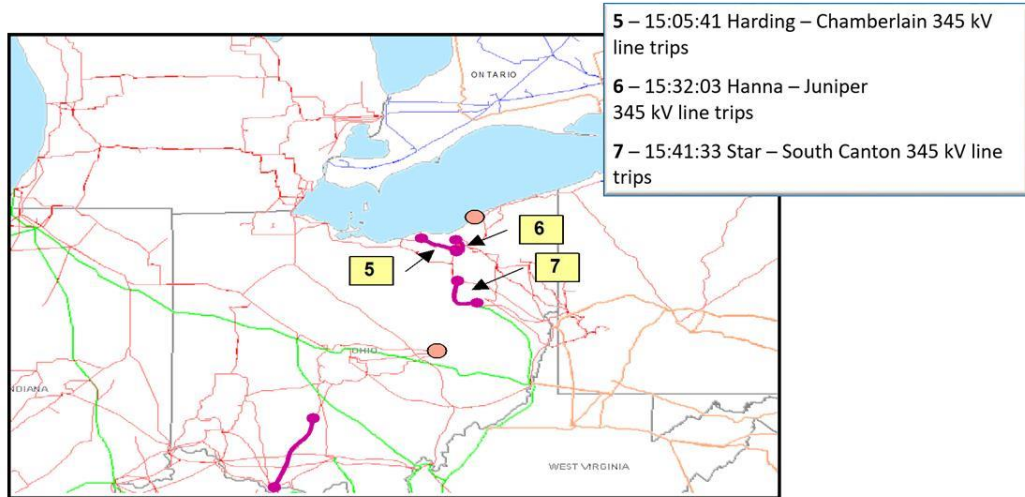 5 – 15:05:41 Harding – Chamberlain 345 kV
line trips
6 – 15:32:03 Hanna – Juniper
345 kV line trips
7 – 15:41:33 Star – South Canton 345 kV line
trips
ONTARIO
6
5
7
OHIO
NDIANA
WEST VIRGINIA